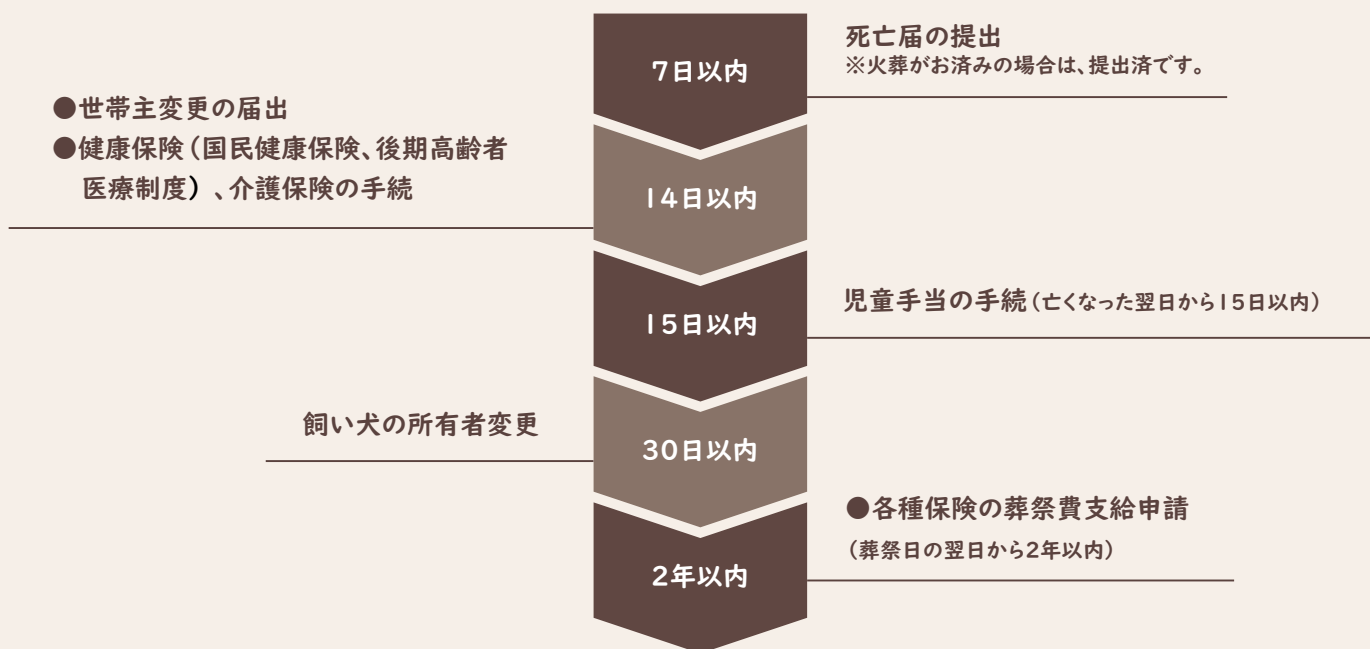 7日以内
死亡届の提出
※火葬がお済みの場合は、提出済です。
●世帯主変更の届出
●健康保険(国民健康保険、後期高齢者
医療制度)、介護保険の手続
14日以内
15日以内
児童手当の手続(亡くなった翌日から15日以内)
飼い犬の所有者変更
30日以内
●各種保険の葬祭費支給申請
(葬祭日の翌日から2年以内)
2年以内